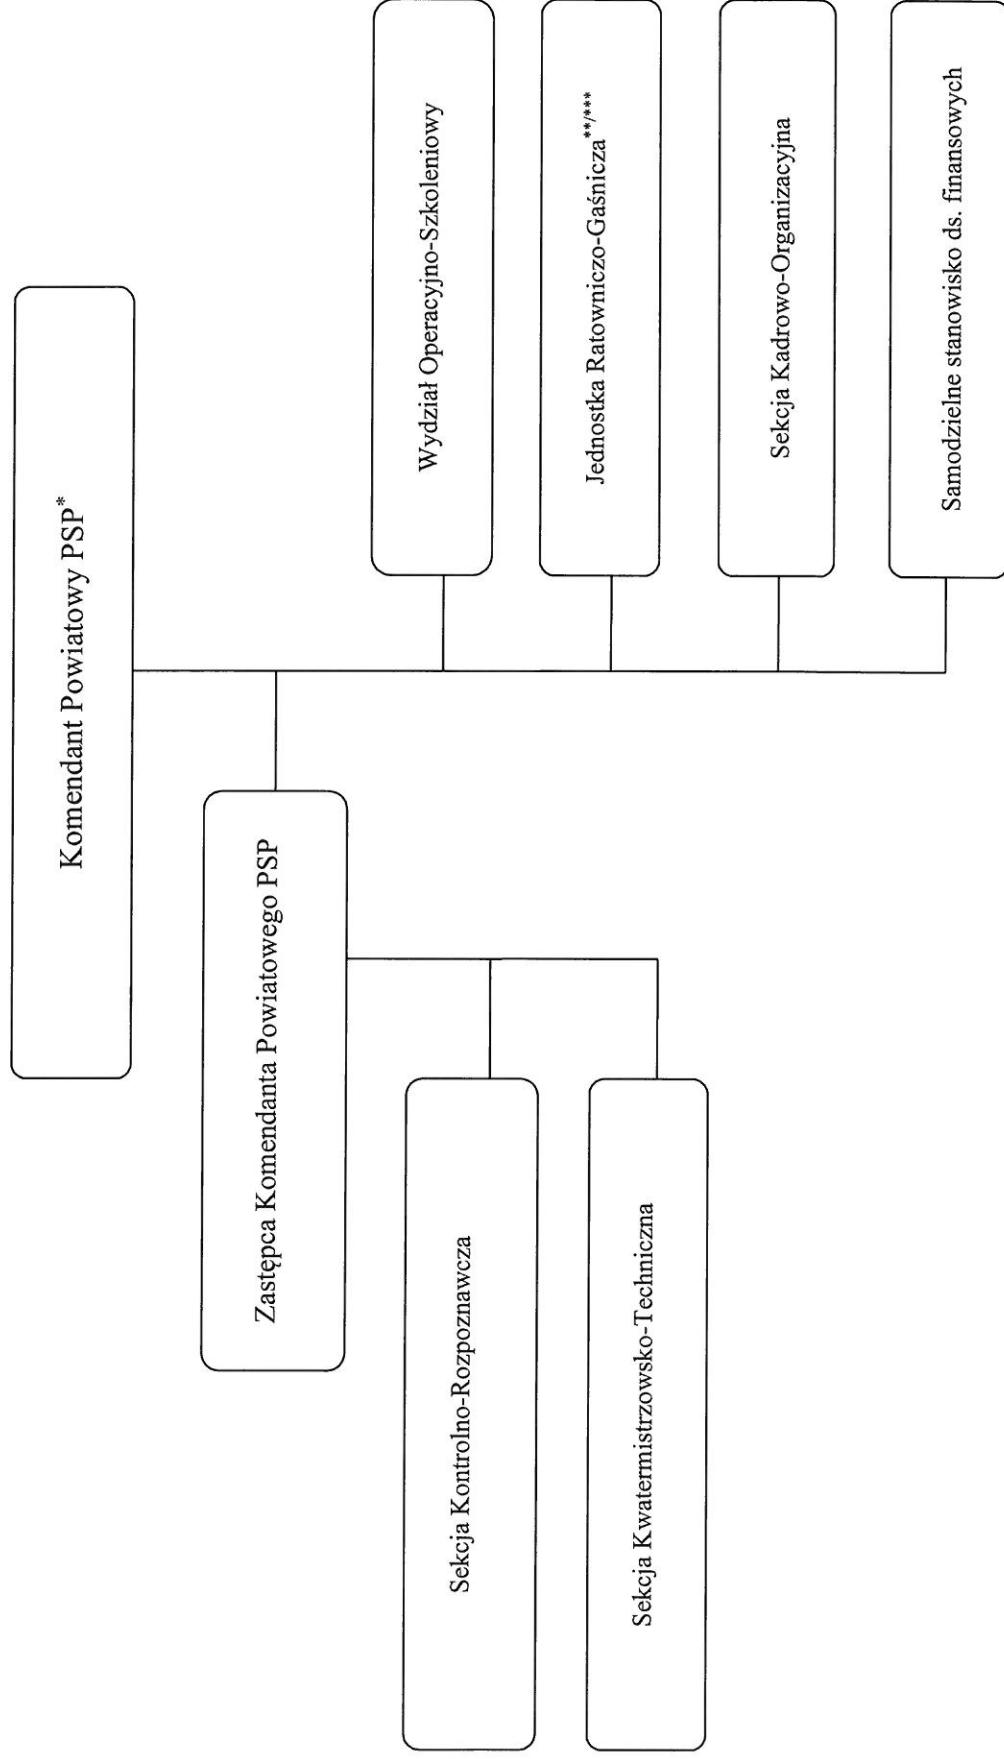 Komendant Powiatowy PSP*
Zastępca Komendanta Powiatowego PSP
Sekcja Kontrolno-Rozpoznawcza
Sekcja Kwatermistrzowsko-Techniczna
Wydział Operacyjno-Szkoleniowy
Jednostka Ratowniczo-Gaśnicza**/***
Sekcja Kadrowo-Organizacyjna
Samodzielne stanowisko ds. finansowych